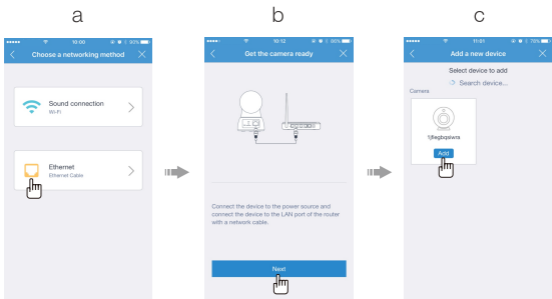 a
b
c
10:00
30%
Choose a networking method
Sound connection
Wi-Fi
Ethernet
Ethernet Cable
10:12
30%
Get the camera ready
Connect the device to the power source and
connect the device to the LAN port of the router
with a network cable.
Next
11:01
75%
Add a new device
Select device to add
Search device...
Camera
Add